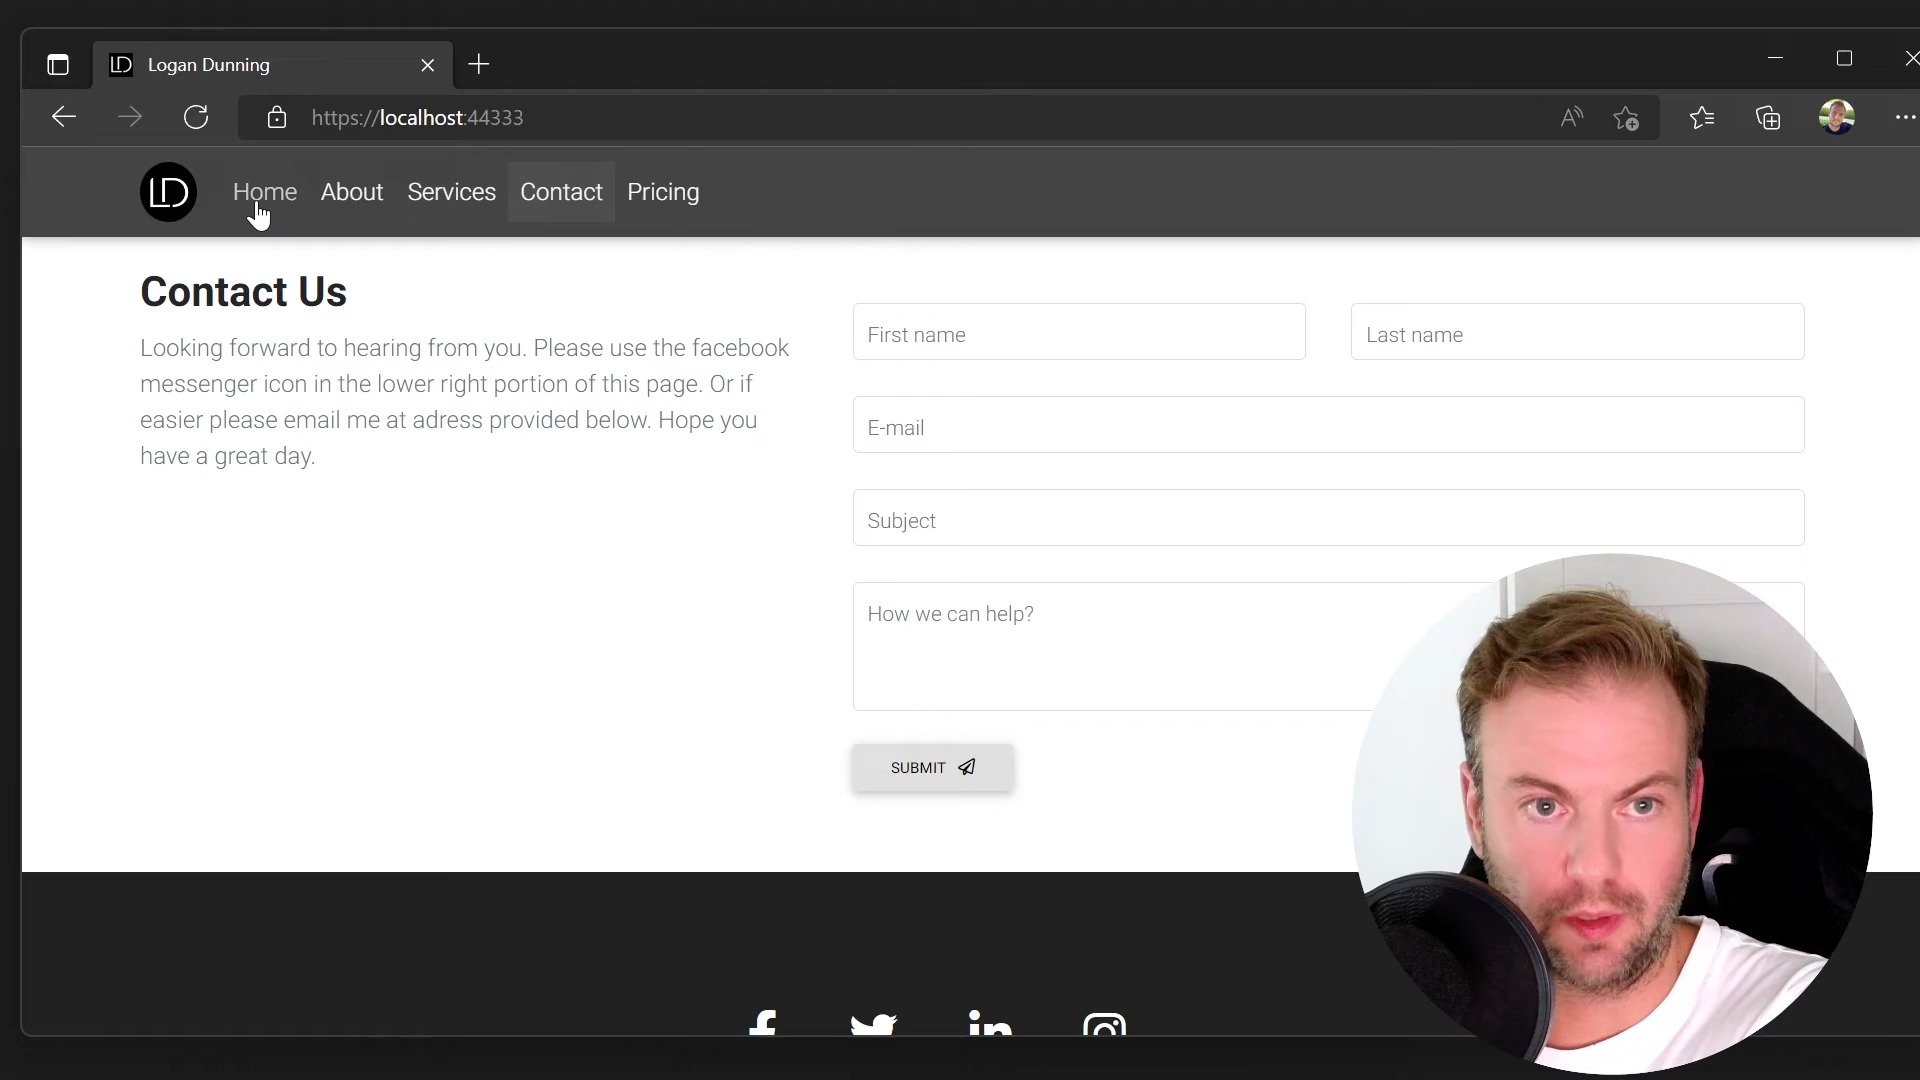 Logan Dunning
https://localhost:44333
LD Home About Services Contact Pricing
Contact Us
Looking forward to hearing from you. Please use the facebook
messenger icon in the lower right portion of this page. Or if
easier please email me at adress provided below. Hope you
have a great day.
First name Last name
E-mail
Subject
How we can help?
SUBMIT